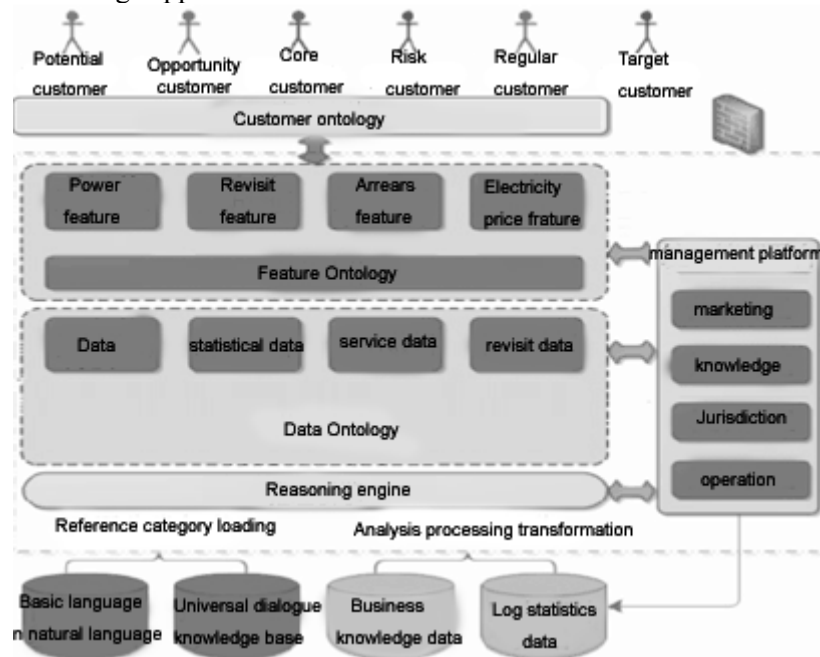 Potential customer
Opportunity customer
Core customer
Risk customer
Regular customer
Target customer
Customer ontology
Power feature
Revisit feature
Arrears feature
Electricity price frature
Feature Ontology
management platform
marketing
knowledge
Jurisdiction
operation
Data
statistical data
service data
revisit data
Data Ontology
Reasoning engine
Reference category loading
Analysis processing transformation
Basic language
n natural language
Universal dialogue
knowledge base
Business
knowledge data
Log statistics
data